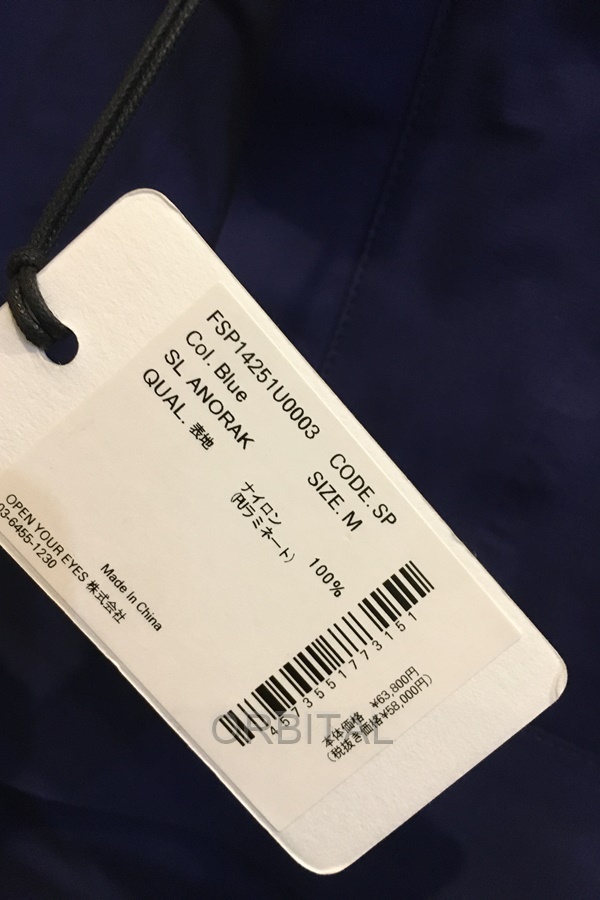 FSP14251U0003 CODE. SP
Col. Blue SIZE. M
SL ANORAK
QUAL. 表地
ナイロン 100%
(PUラミネート)
Made In China
OPEN YOUR EYES 株式会社
03-6455-1230
4573551773151
本体価格 ¥63,800円
(税抜き価格¥58,000円)
ORBITAL